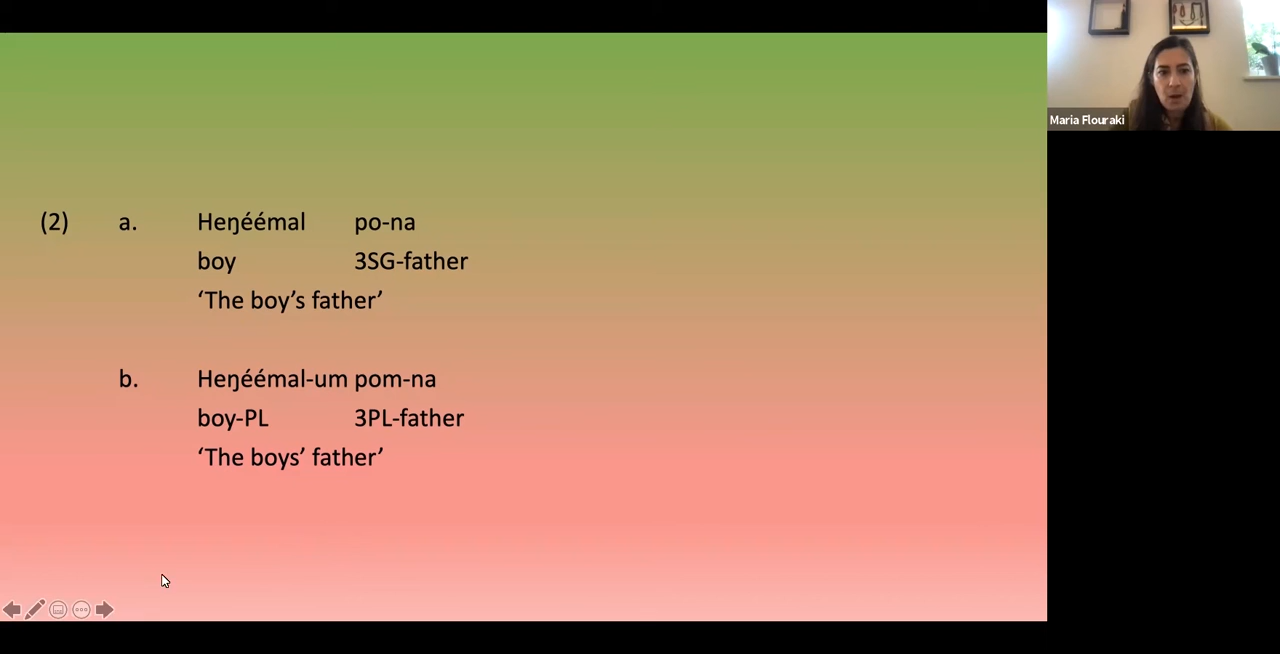 Maria Flouraki
(2) a. Heŋéémal po-na
boy 3SG-father
‘The boy’s father’
b. Heŋéémal-um pom-na
boy-PL 3PL-father
‘The boys’ father’